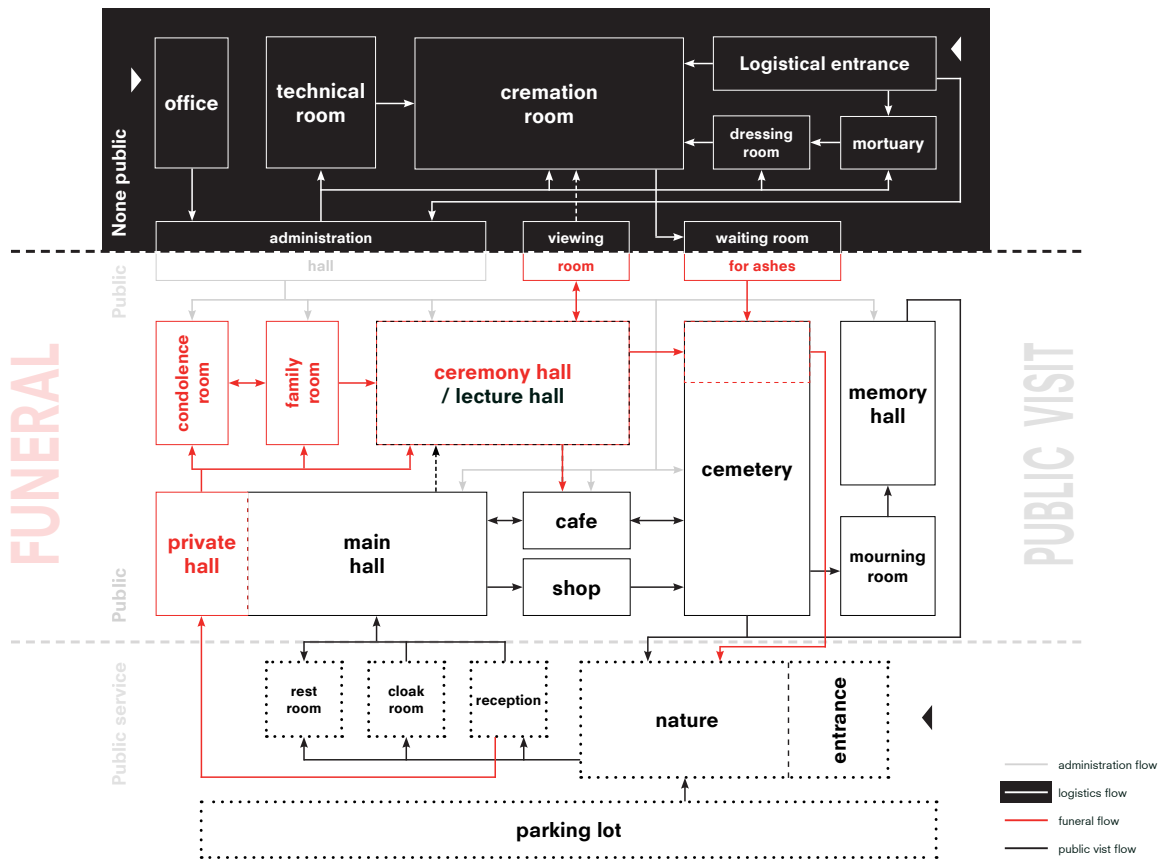 None public
office
technical
room
cremation
room
Logistical entrance
dressing
room
mortuary
administration
hall
viewing
room
waiting room
for ashes
FUNERAL
Public
condolence
room
family
room
ceremony hall
/ lecture hall
cemetery
memory
hall
PUBLIC VISIT
Public
private
hall
main
hall
cafe
shop
mourning
room
Public service
rest
room
cloak
room
reception
nature
entrance
parking lot
administration flow
logistics flow
funeral flow
public vist flow